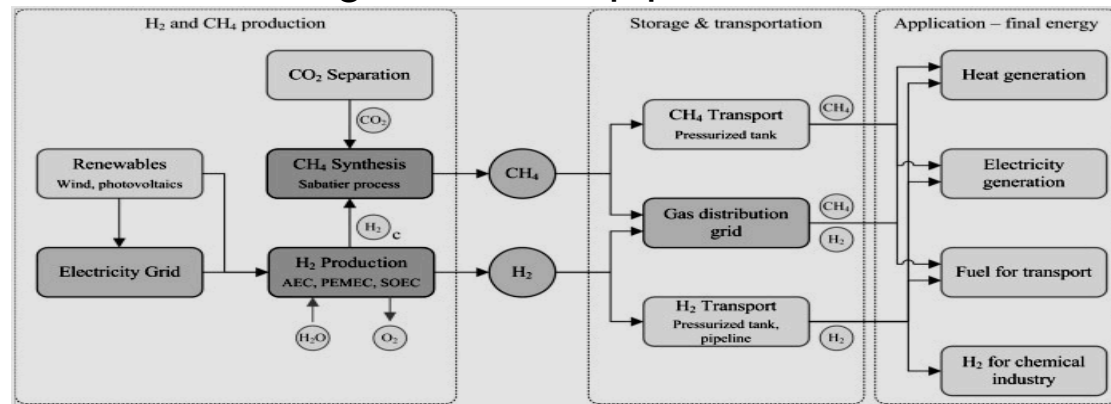 H₂ and CH₄ production
CO₂ Separation
CO₂
Renewables
Wind, photovoltaics
CH₄ Synthesis
Sabatier process
H₂ c
Electricity Grid
H₂ Production
AEC, PEMEC, SOEC
H₂O
O₂
CH₄
H₂
Storage & transportation
CH₄ Transport
Pressurized tank
CH₄
Gas distribution
grid
CH₄
H₂
H₂ Transport
Pressurized tank,
pipeline
H₂
Application – final energy
Heat generation
Electricity
generation
Fuel for transport
H₂ for chemical
industry